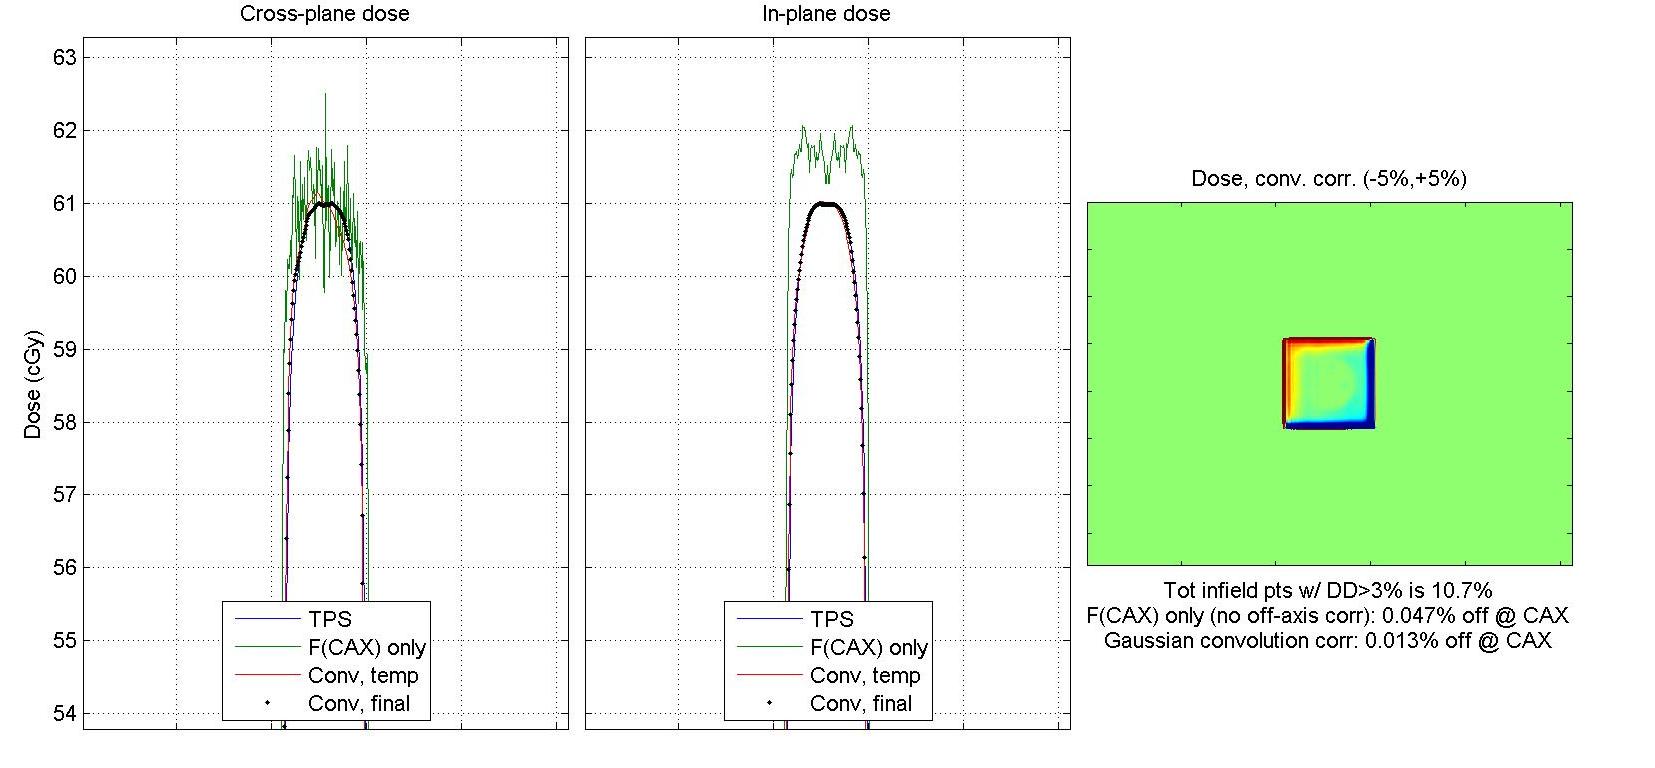 Cross-plane dose
In-plane dose
63
62
61
60
59
58
57
56
55
54
Dose (cGy)
TPS
F(CAX) only
Conv, temp
Conv, final
TPS
F(CAX) only
Conv, temp
Conv, final
Dose, conv. corr. (-5%,+5%)
Tot infield pts w/ DD>3% is 10.7%
F(CAX) only (no off-axis corr): 0.047% off @ CAX
Gaussian convolution corr: 0.013% off @ CAX